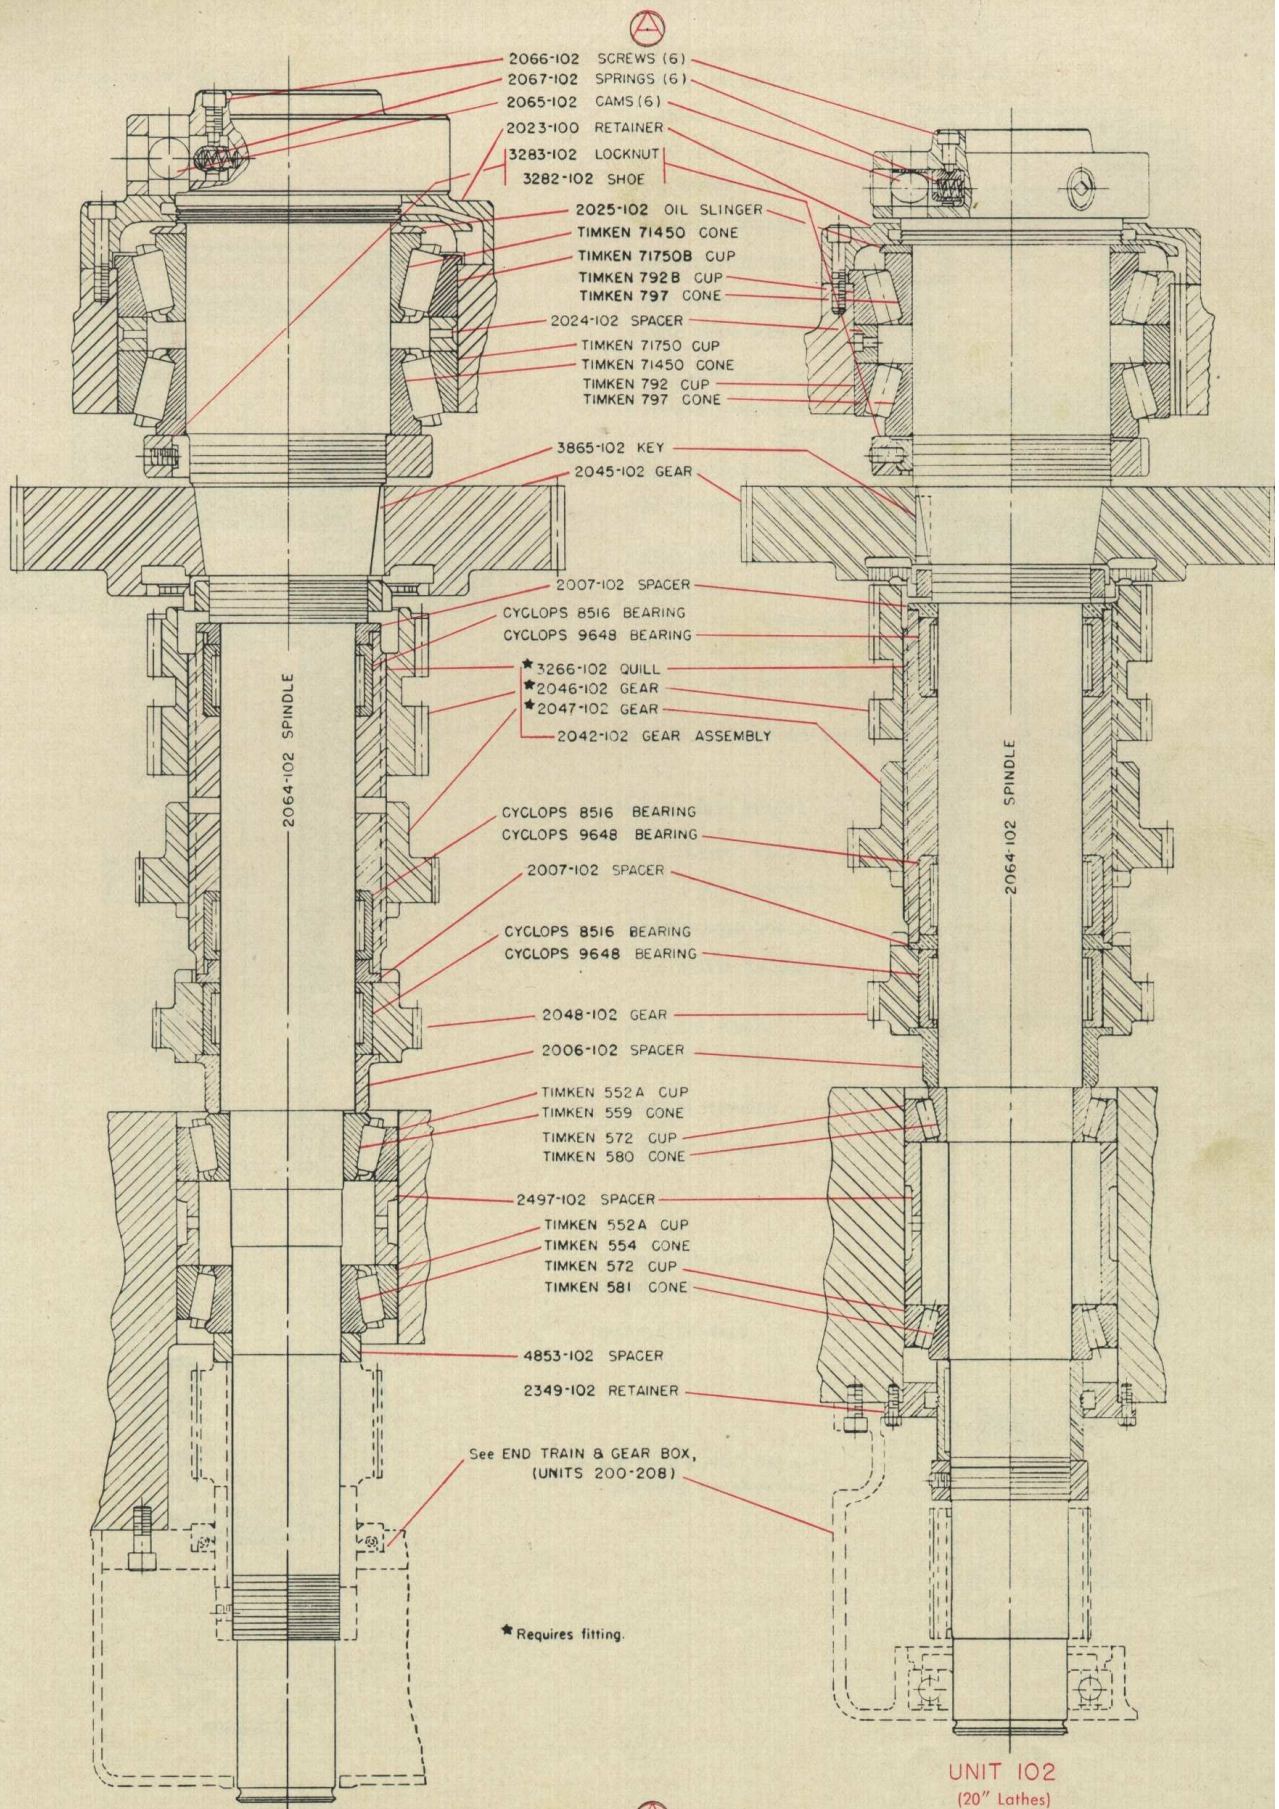 2066-102 SCREWS (6)
2067-102 SPRINGS (6)
2065-102 CAMS (6)
2023-100 RETAINER
3283-102 LOCKNUT
3282-102 SHOE
2025-102 OIL SLINGER
TIMKEN 71450 CONE
TIMKEN 71750B CUP
TIMKEN 792B CUP
TIMKEN 797 CONE
2024-102 SPACER
TIMKEN 71750 CUP
TIMKEN 71450 CONE
TIMKEN 792 CUP
TIMKEN 797 CONE
3865-102 KEY
2045-102 GEAR
2007-102 SPACER
CYCLOPS 8516 BEARING
CYCLOPS 9648 BEARING
★3266-102 QUILL
★2046-102 GEAR
★2047-102 GEAR
2042-102 GEAR ASSEMBLY
2064-102 SPINDLE
2064-102 SPINDLE
CYCLOPS 8516 BEARING
CYCLOPS 9648 BEARING
2007-102 SPACER
CYCLOPS 8516 BEARING
CYCLOPS 9648 BEARING
2048-102 GEAR
2006-102 SPACER
TIMKEN 552A CUP
TIMKEN 559 CONE
TIMKEN 572 CUP
TIMKEN 580 CONE
2497-102 SPACER
TIMKEN 552A CUP
TIMKEN 554 CONE
TIMKEN 572 CUP
TIMKEN 581 CONE
4853-102 SPACER
2349-102 RETAINER
See END TRAIN & GEAR BOX,
(UNITS 200-208)
★Requires fitting.
UNIT 102
(20" Lathes)